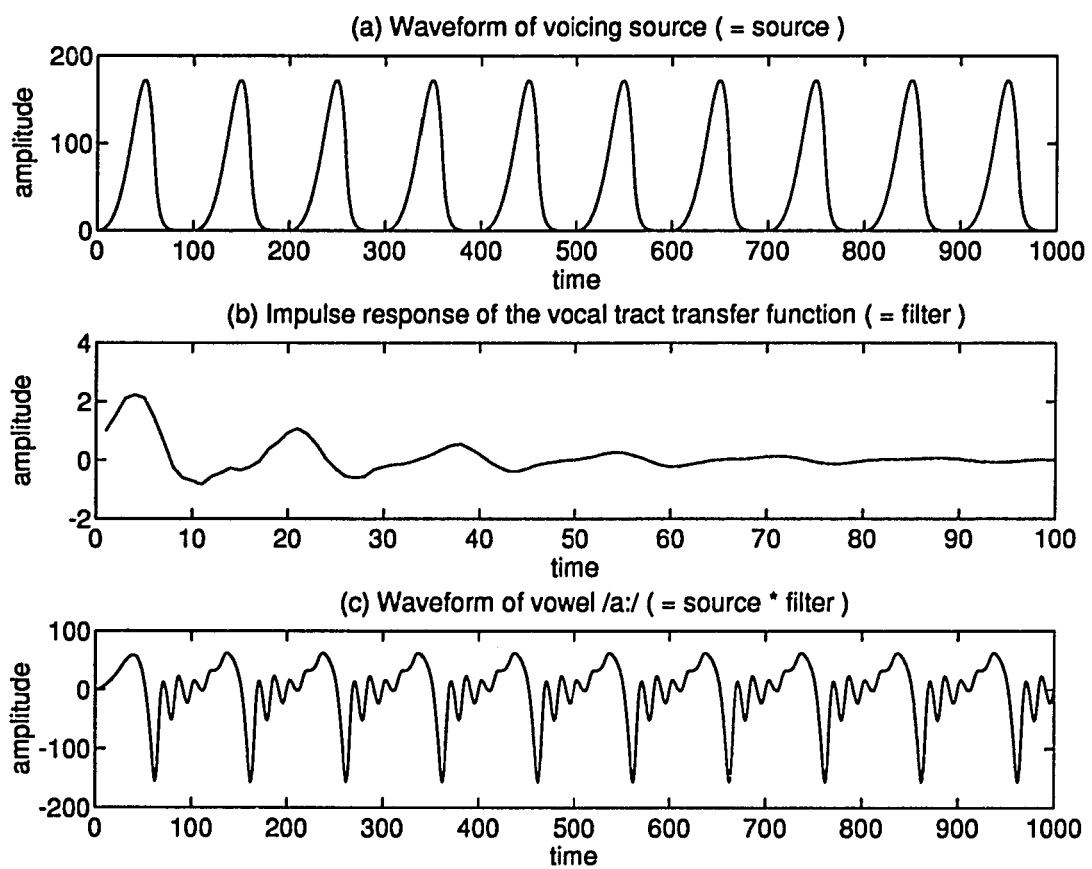 (a) Waveform of voicing source ( = source )
200
100
0
amplitude
0 100 200 300 400 500 600 700 800 900 1000
time
(b) Impulse response of the vocal tract transfer function ( = filter )
4
2
0
-2
amplitude
0 10 20 30 40 50 60 70 80 90 100
time
(c) Waveform of vowel /a:/ ( = source * filter )
100
0
-100
-200
amplitude
0 100 200 300 400 500 600 700 800 900 1000
time